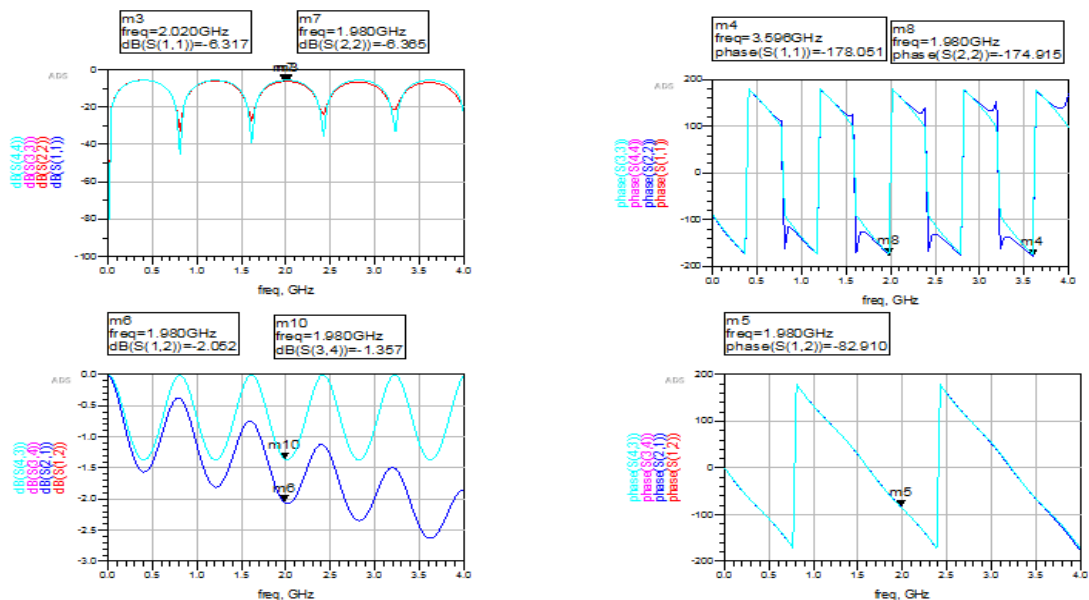 m3
freq=2.020GHz
dB(S(1,1))=-6.317
m7
freq=1.980GHz
dB(S(2,2))=-6.365
m4
freq=3.596GHz
phase(S(1,1))=-178.051
m8
freq=1.980GHz
phase(S(2,2))=-174.915
ADS
m7
0
-20
-40
-60
-80
-100
dB(S(4,4))
dB(S(3,3))
dB(S(2,2))
dB(S(1,1))
0.0 0.5 1.0 1.5 2.0 2.5 3.0 3.5 4.0
freq, GHz
ADS
200
100
0
-100
-200
phase(S(3,3))
phase(S(4,4))
phase(S(2,2))
phase(S(1,1))
m8
m4
0.0 0.5 1.0 1.5 2.0 2.5 3.0 3.5 4.0
freq, GHz
m6
freq=1.980GHz
dB(S(1,2))=-2.052
m10
freq=1.980GHz
dB(S(3,4))=-1.357
m5
freq=1.980GHz
phase(S(1,2))=-82.910
ADS
0.0
-0.5
-1.0
-1.5
-2.0
-2.5
-3.0
dB(S(4,3))
dB(S(3,4))
dB(S(2,1))
dB(S(1,2))
m10
m6
0.0 0.5 1.0 1.5 2.0 2.5 3.0 3.5 4.0
freq, GHz
ADS
200
100
0
-100
-200
phase(S(4,3))
phase(S(3,4))
phase(S(2,1))
phase(S(1,2))
m5
0.0 0.5 1.0 1.5 2.0 2.5 3.0 3.5 4.0
freq, GHz